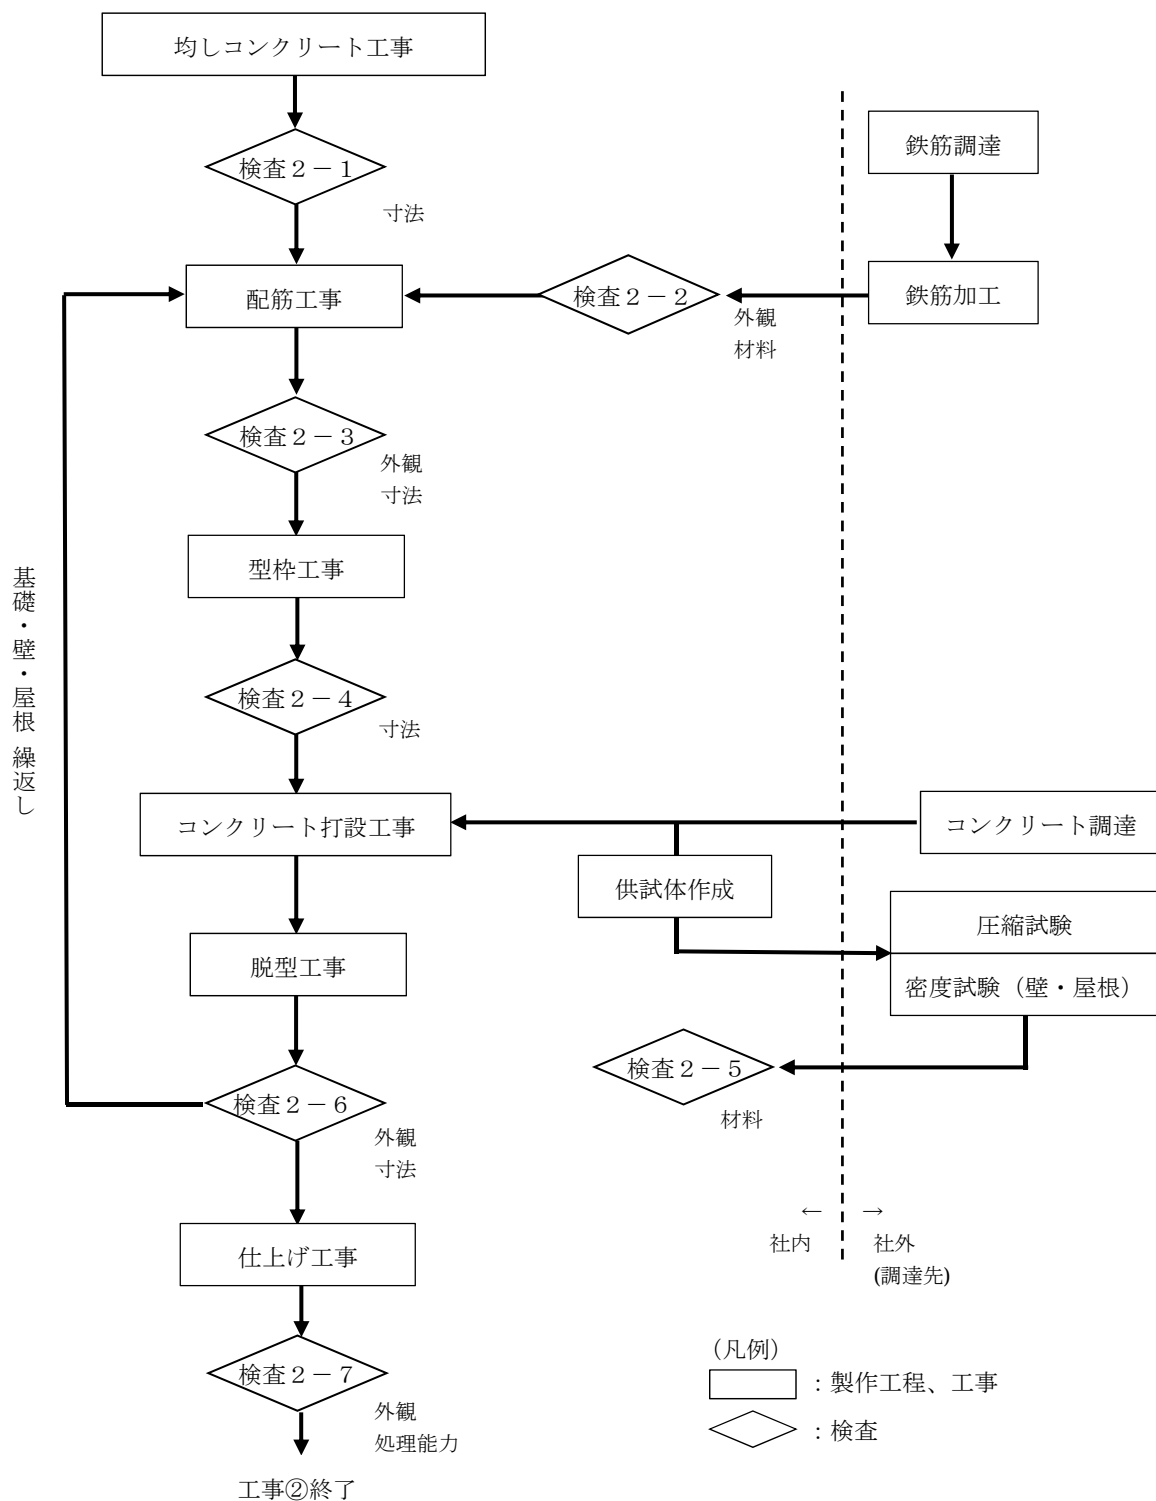 均しコンクリート工事
検査２－１
寸法
鉄筋調達
配筋工事
検査２－２
外観
材料
鉄筋加工
検査２－３
外観
寸法
型枠工事
検査２－４
寸法
基礎・壁・屋根 繰返し
コンクリート打設工事
コンクリート調達
供試体作成
圧縮試験
密度試験（壁・屋根）
脱型工事
検査２－５
材料
検査２－６
外観
寸法
← →
社内 社外
(調達先)
仕上げ工事
検査２－７
外観
処理能力
工事②終了
（凡例）
：製作工程、工事
：検査